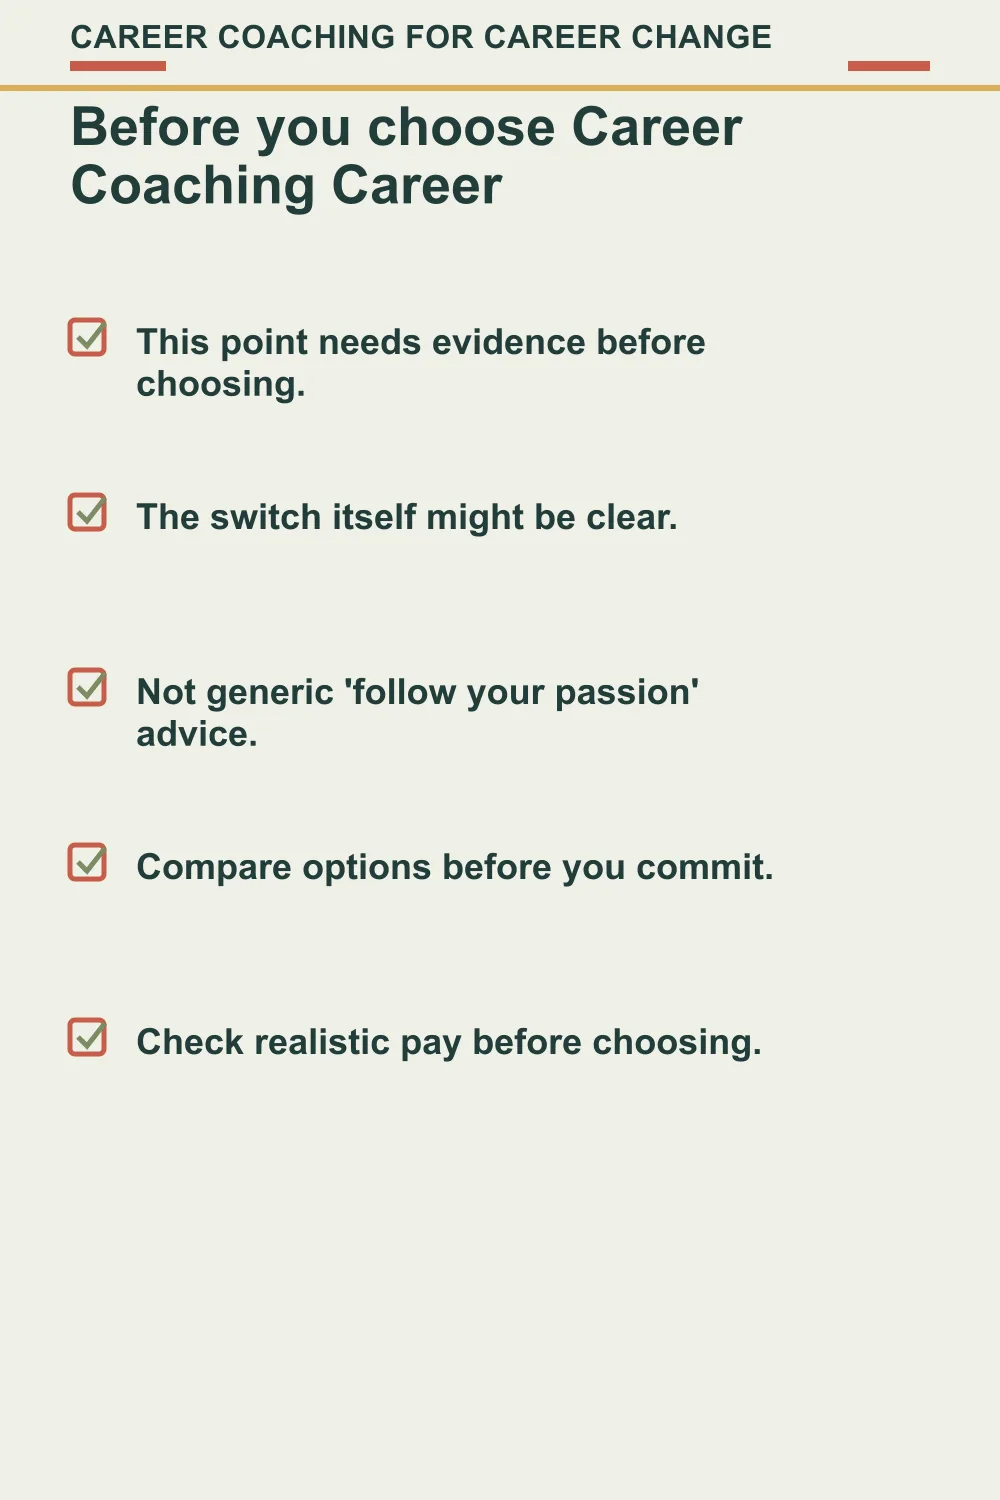 CAREER COACHING FOR CAREER CHANGE
Before you choose Career
Coaching Career
This point needs evidence before
choosing.
The switch itself might be clear.
Not generic 'follow your passion'
advice.
Compare options before you commit.
Check realistic pay before choosing.